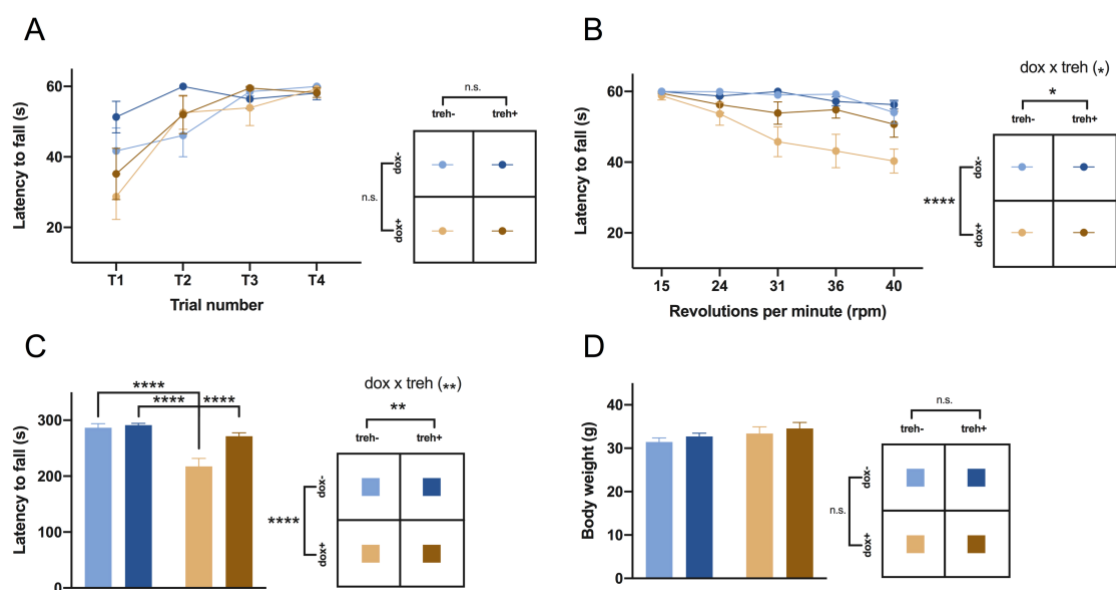 A
Latency to fall (s)
60
40
20
T1 T2 T3 T4
Trial number
n.s.
treh- treh+
n.s.
dox-
dox+
B
Latency to fall (s)
60
40
20
15 24 31 36 40
Revolutions per minute (rpm)
dox x treh (*)
*
treh- treh+
****
dox-
dox+
C
Latency to fall (s)
300
200
100
0
****
**** ****
dox x treh (**)
**
treh- treh+
****
dox-
dox+
D
Body weight (g)
40
30
20
10
0
n.s.
treh- treh+
n.s.
dox-
dox+